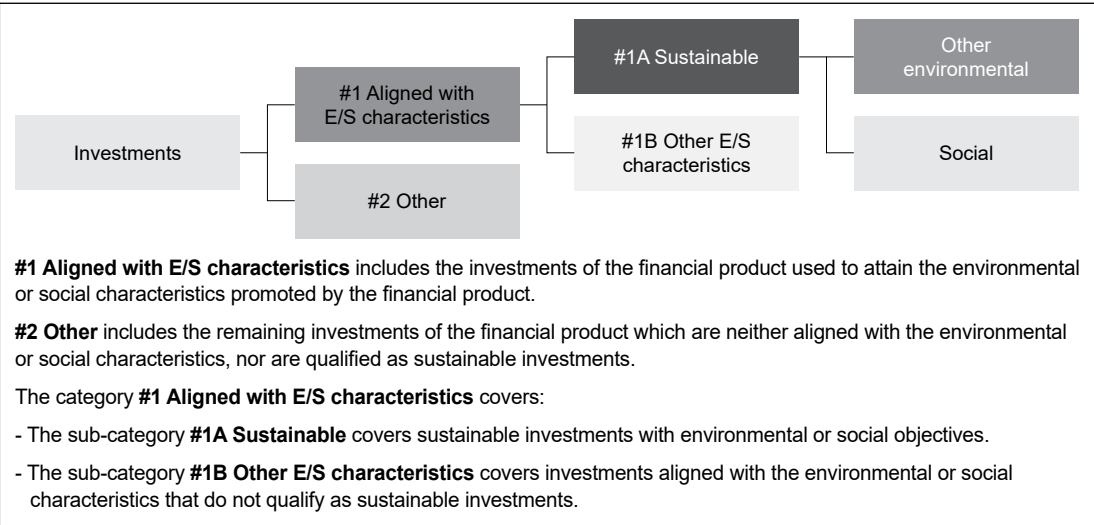 Investments
#1 Aligned with
E/S characteristics
#2 Other
#1A Sustainable
#1B Other E/S
characteristics
Other
environmental
Social
#1 Aligned with E/S characteristics includes the investments of the financial product used to attain the environmental
or social characteristics promoted by the financial product.
#2 Other includes the remaining investments of the financial product which are neither aligned with the environmental
or social characteristics, nor are qualified as sustainable investments.
The category #1 Aligned with E/S characteristics covers:
- The sub-category #1A Sustainable covers sustainable investments with environmental or social objectives.
- The sub-category #1B Other E/S characteristics covers investments aligned with the environmental or social
characteristics that do not qualify as sustainable investments.